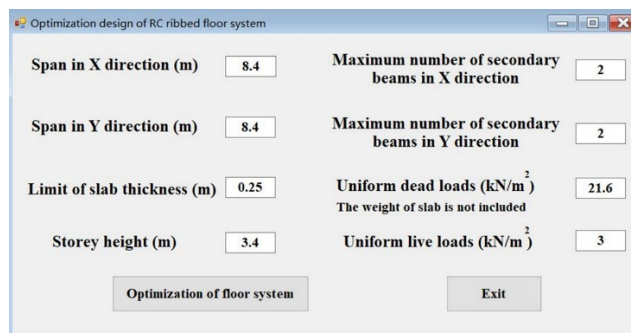 Optimization design of RC ribbed floor system
Span in X direction (m) 8.4
Maximum number of secondary
beams in X direction 2
Span in Y direction (m) 8.4
Maximum number of secondary
beams in Y direction 2
Limit of slab thickness (m) 0.25
Uniform dead loads (kN/m²) 21.6
The weight of slab is not included
Storey height (m) 3.4
Uniform live loads (kN/m²) 3
Optimization of floor system
Exit